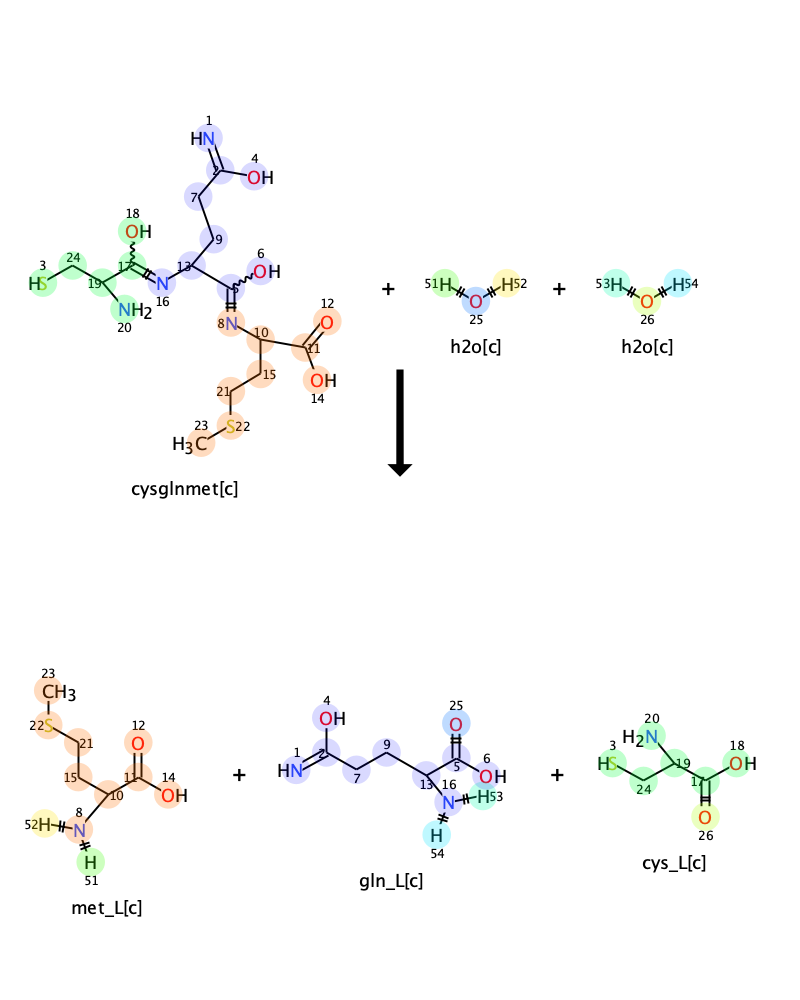 1
HN
2
4
OH
7
18
OH
9
6
OH
3
HS
24
19
17
N
16
13
5
NH2
20
8
N
10
12
O
11
15
OH
14
21
S 22
23
H3C
cysglnmet[c]
+
51 H
O
H 52
25
h2o[c]
+
53 H
O
H 54
26
h2o[c]
23
CH3
22 S
21
12
O
15
11
14
OH
10
8
52 H
N
H
51
met_L[c]
+
4
OH
1
HN
2
7
9
25
O
5
6
OH
13
16
N
H 53
H
54
gln_L[c]
+
20
H2N
3
HS
24
19
17
18
OH
O
26
cys_L[c]